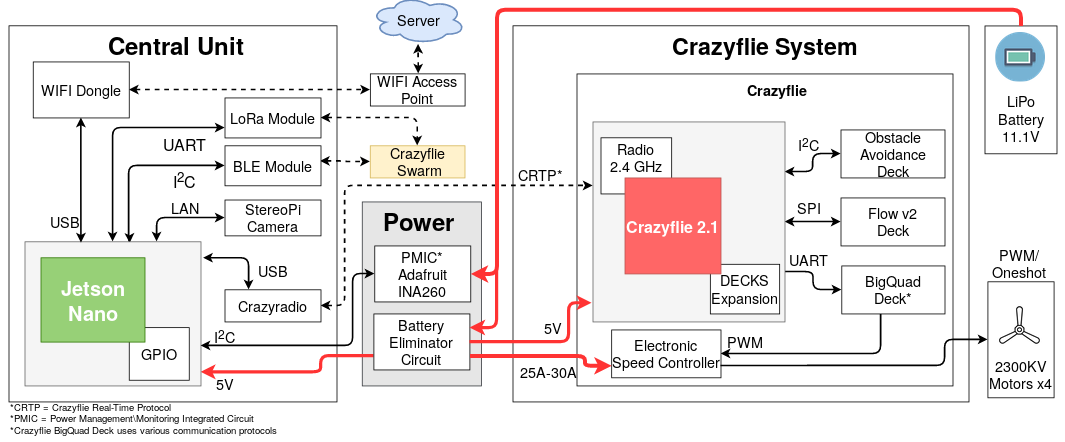 Central Unit
WIFI Dongle
LoRa Module
UART
BLE Module
I²C
LAN
StereoPi
Camera
USB
Jetson
Nano
GPIO
USB
Crazyradio
I²C
5V
Server
WIFI Access
Point
Crazyflie
Swarm
CRTP*
Power
PMIC*
Adafruit
INA260
Battery
Eliminator
Circuit
5V
25A-30A
Crazyflie System
Crazyflie
Radio
2.4 GHz
Crazyflie 2.1
DECKS
Expansion
I²C
Obstacle
Avoidance
Deck
SPI
Flow v2
Deck
UART
BigQuad
Deck*
Electronic
Speed Controller
PWM
LiPo
Battery
11.1V
PWM/
Oneshot
2300KV
Motors x4
*CRTP = Crazyflie Real-Time Protocol
*PMIC = Power Management\Monitoring Integrated Circuit
*Crazyflie BigQuad Deck uses various communication protocols